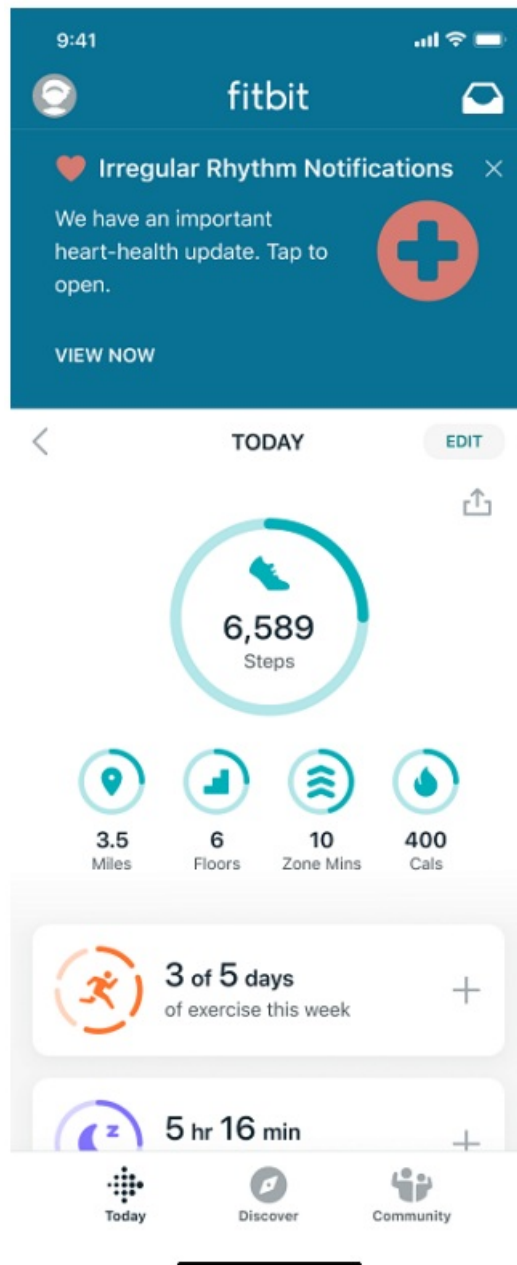 9:41
fitbit
Irregular Rhythm Notifications
We have an important
heart-health update. Tap to
open.
VIEW NOW
TODAY
EDIT
6,589
Steps
3.5
Miles
6
Floors
10
Zone Mins
400
Cals
3 of 5 days
of exercise this week
z
5 hr 16 min
Today
Discover
Community